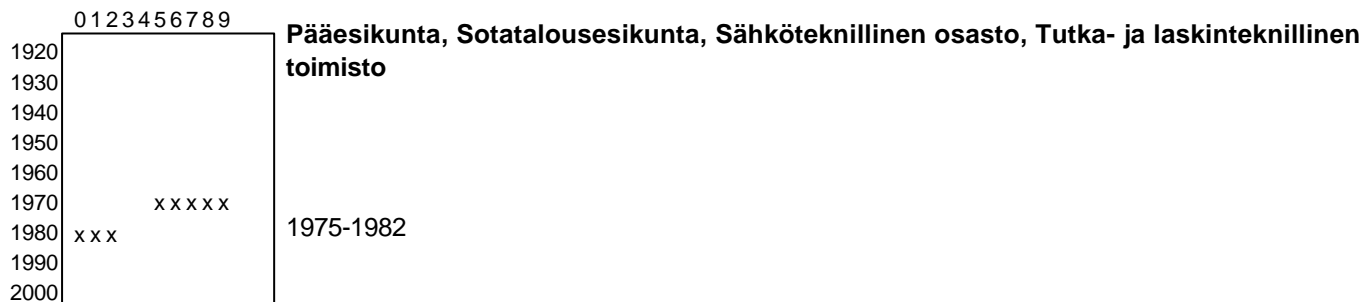 0123456789
Pääesikunta, Sotatalousesikunta, Sähköteknillinen osasto, Tutka- ja laskinteknillinen
toimisto
1920
1930
1940
1950
1960
1970 xxxxx
1980 xxx
1975-1982
1990
2000